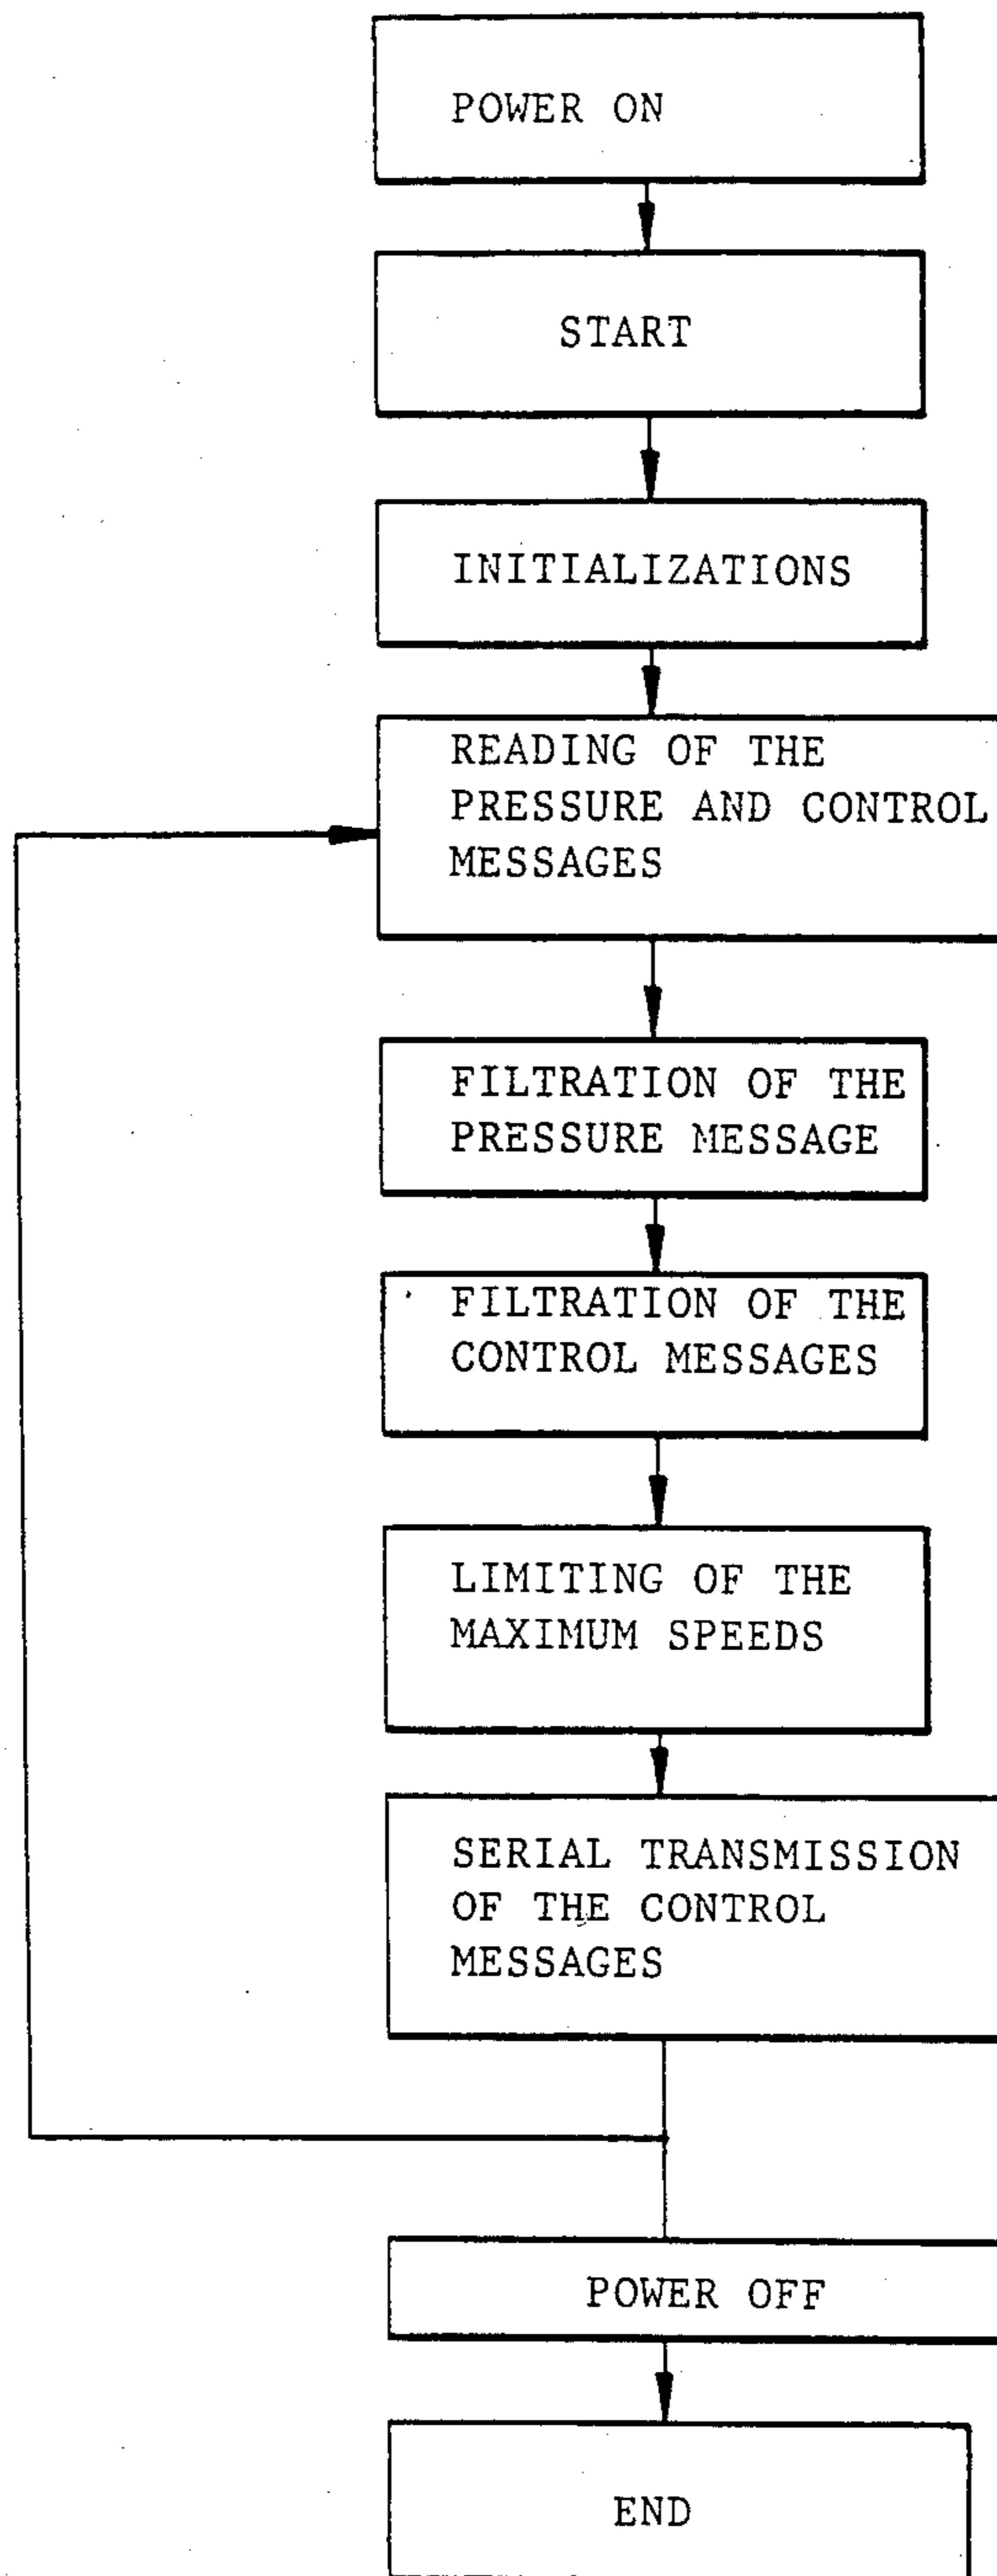 POWER ON
START
INITIALIZATIONS
READING OF THE
PRESSURE AND CONTROL
MESSAGES
FILTRATION OF THE
PRESSURE MESSAGE
FILTRATION OF THE
CONTROL MESSAGES
LIMITING OF THE
MAXIMUM SPEEDS
SERIAL TRANSMISSION
OF THE CONTROL
MESSAGES
POWER OFF
END